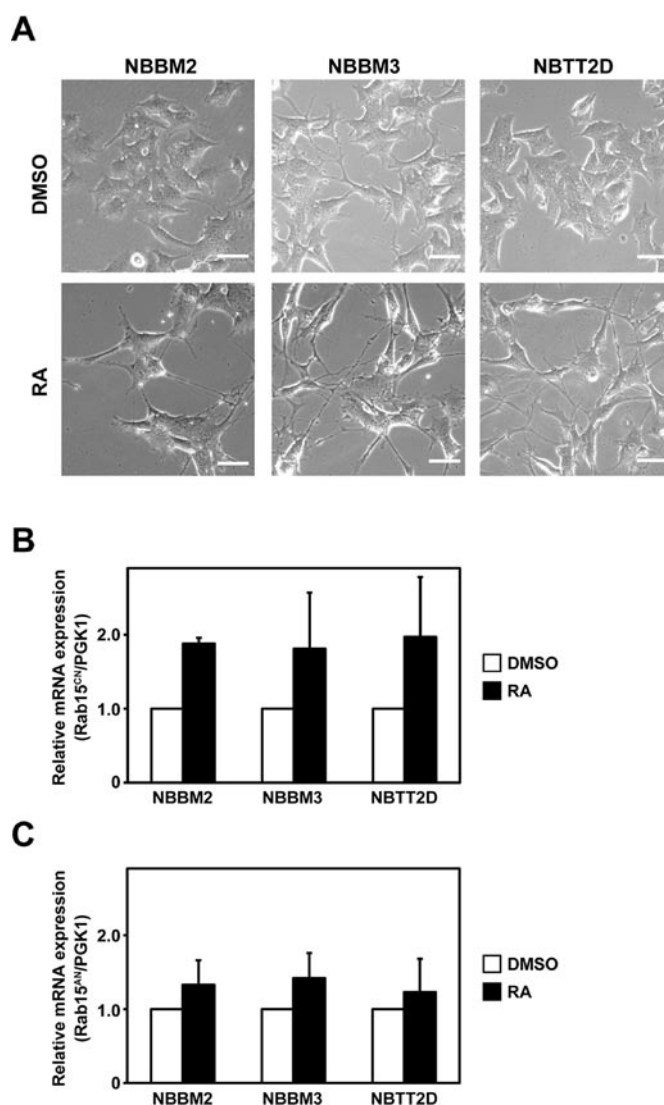 A
NBBM2 NBBM3 NBTT2D
DMSO
RA
B
Relative mRNA expression
(Rab15CN/PGK1)
2.0
1.0
0
NBBM2 NBBM3 NBTT2D
DMSO
RA
C
Relative mRNA expression
(Rab15AN/PGK1)
2.0
1.0
0
NBBM2 NBBM3 NBTT2D
DMSO
RA